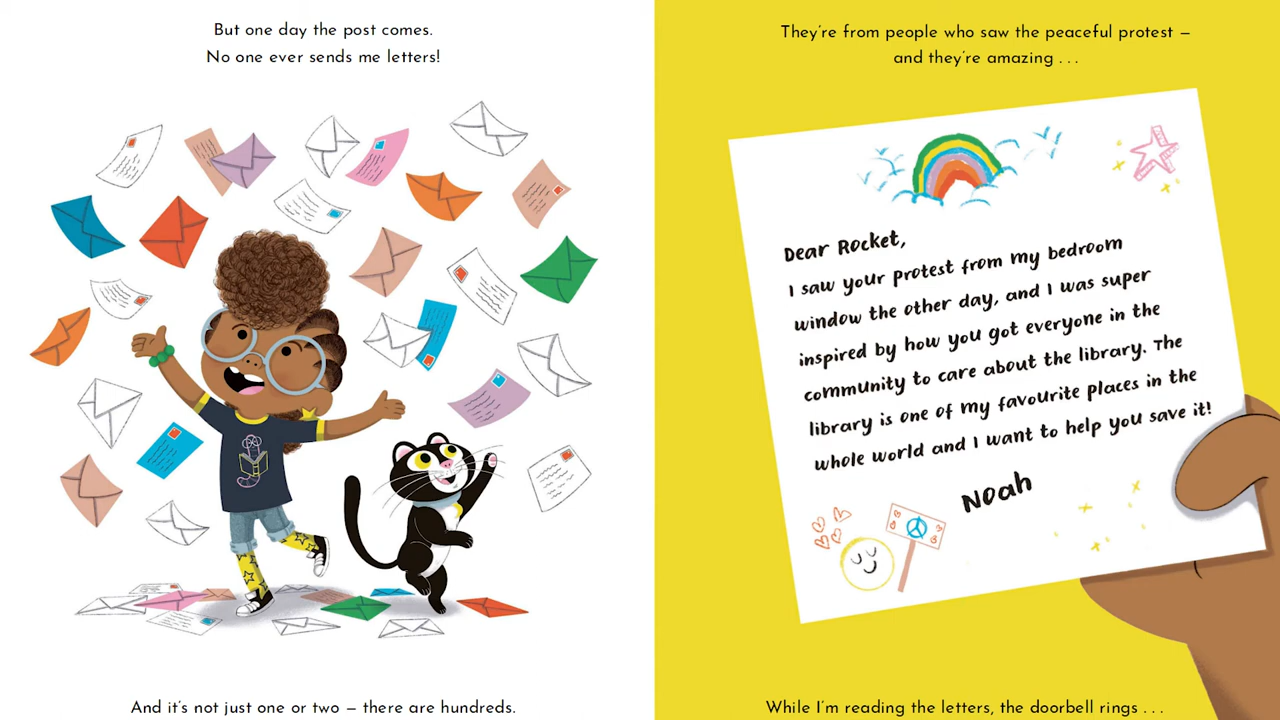 But one day the post comes.
No one ever sends me letters!
And it's not just one or two – there are hundreds.
They're from people who saw the peaceful protest –
and they're amazing . . .
Dear Rocket,
I saw your protest from my bedroom
window the other day, and I was super
inspired by how you got everyone in the
community to care about the library. The
library is one of my favourite places in the
whole world and I want to help you save it!
Noah
While I'm reading the letters, the doorbell rings . . .